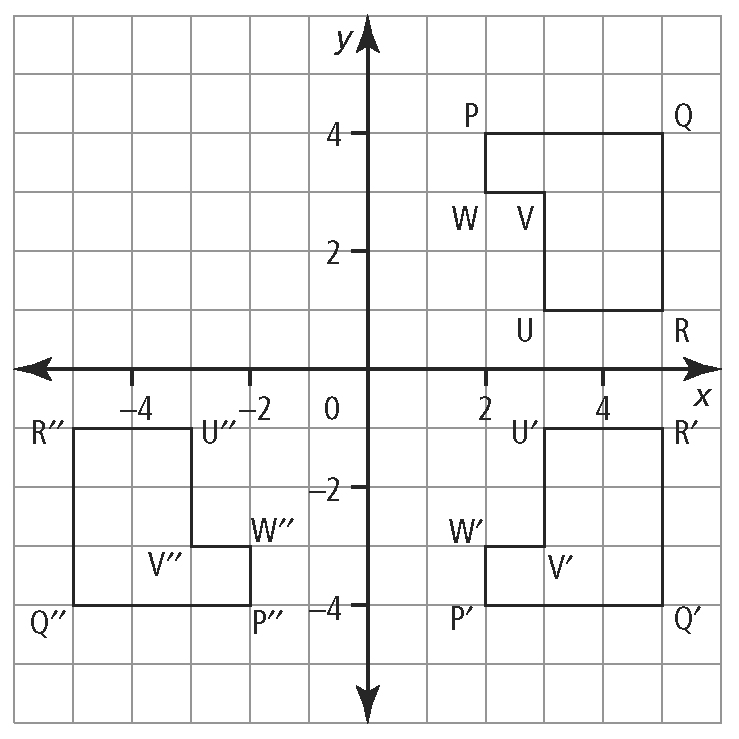 y
P Q
4
W V
2
U R
x
–4 –2 0 2 4
R″ U″ U′ R′
–2
W″ W′
V″ V′
–4
Q″ P″ P′ Q′